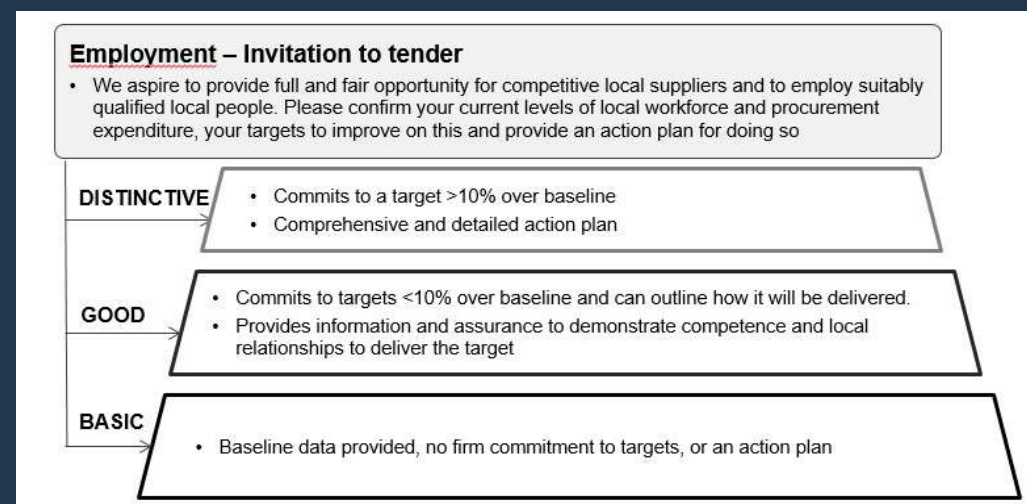 Employment – Invitation to tender
• We aspire to provide full and fair opportunity for competitive local suppliers and to employ suitably
qualified local people. Please confirm your current levels of local workforce and procurement
expenditure, your targets to improve on this and provide an action plan for doing so
DISTINCTIVE
• Commits to a target >10% over baseline
• Comprehensive and detailed action plan
GOOD
• Commits to targets <10% over baseline and can outline how it will be delivered.
• Provides information and assurance to demonstrate competence and local
relationships to deliver the target
BASIC
• Baseline data provided, no firm commitment to targets, or an action plan